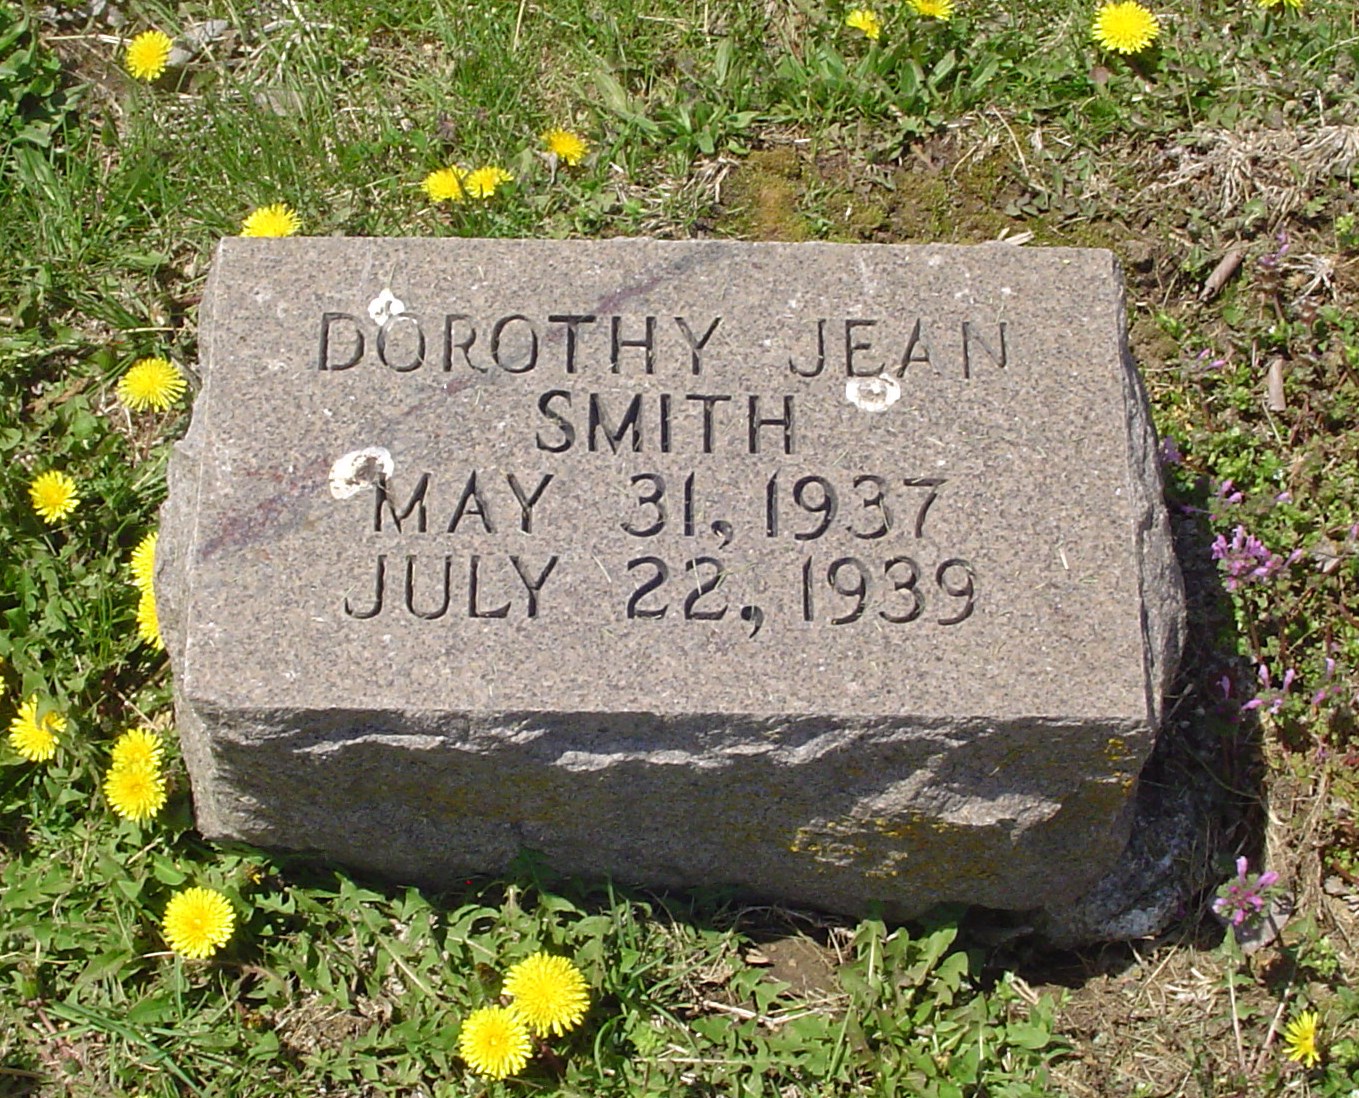 DOROTHY JEAN
SMITH
MAY 31, 1937
JULY 22, 1939